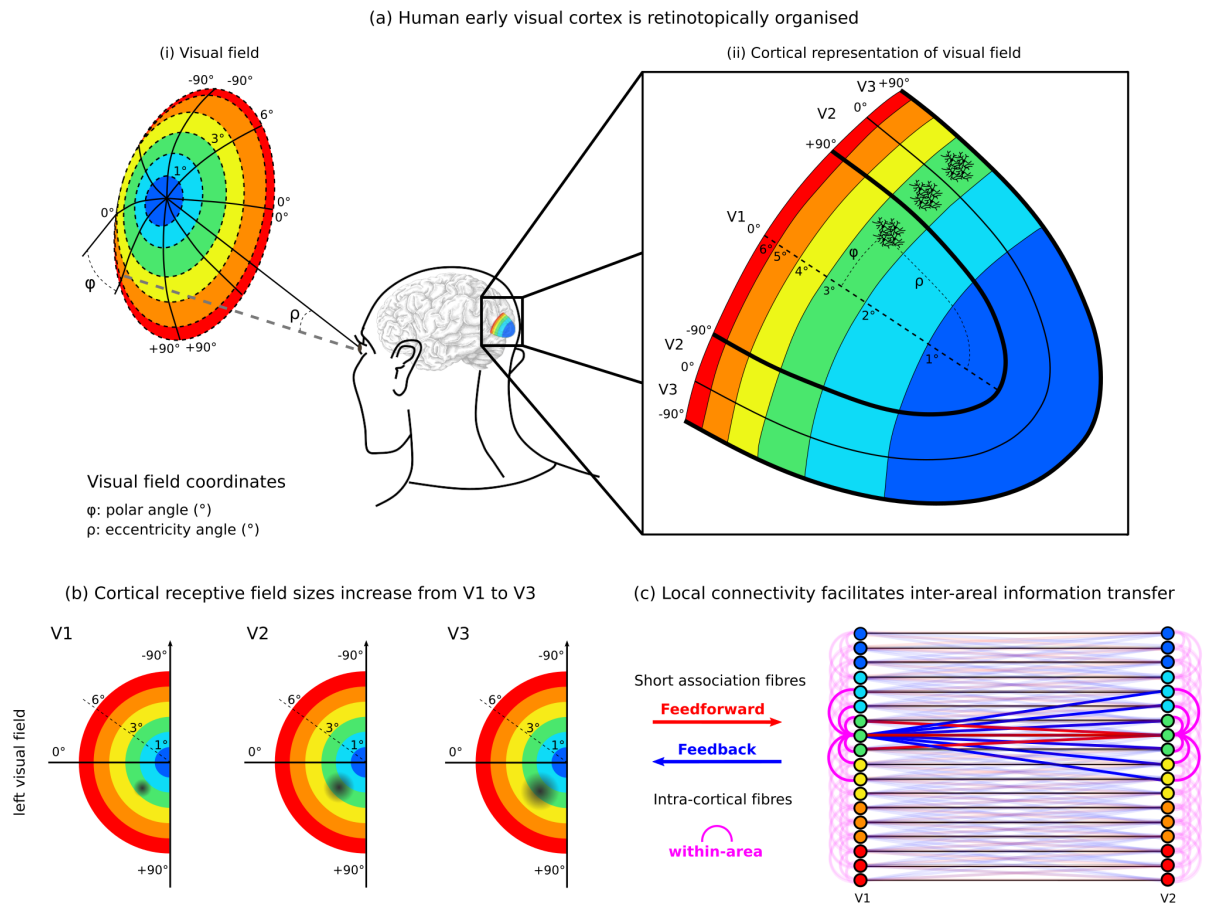 (a) Human early visual cortex is retinotopically organised
(i) Visual field
-90° -90°
6°
3°
1°
0°
0°
0°
φ
ρ
+90° +90°
Visual field coordinates
φ: polar angle (°)
ρ: eccentricity angle (°)
(ii) Cortical representation of visual field
V3 +90°
0°
V2
+90°
V1
0°
6°
5°
4°
3°
2°
1°
φ
ρ
-90°
V2
0°
V3
-90°
(b) Cortical receptive field sizes increase from V1 to V3
left visual field
V1
-90°
6°
3°
1°
0°
+90°
V2
-90°
6°
3°
1°
0°
+90°
V3
-90°
6°
3°
1°
0°
+90°
(c) Local connectivity facilitates inter-areal information transfer
Short association fibres
Feedforward
Feedback
Intra-cortical fibres
within-area
V1
V2